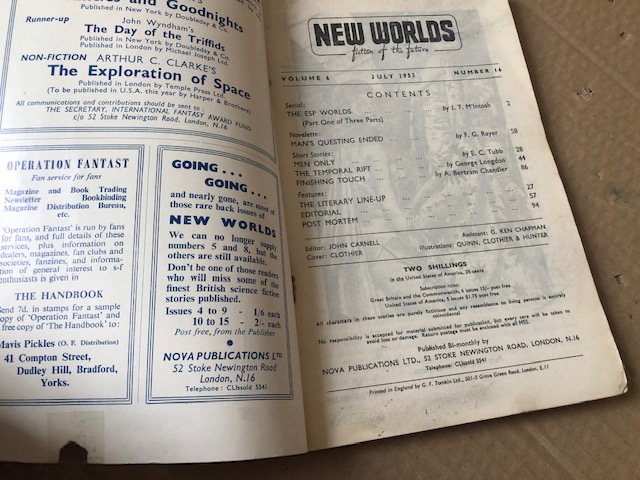 and Goodnights
Published in New York by Doubleday & Co.
Runner-up
John Wyndham's
The Day of the Triffids
Published in New York by Doubleday & Co.
Published in London by Michael Joseph Ltd.
NON-FICTION ARTHUR C. CLARKE'S
The Exploration of Space
Published in London by Temple Press Ltd.
(To be published in U.S.A. this year by Harper & Brothers)
All communications and contributions should be sent to
THE SECRETARY, INTERNATIONAL FANTASY AWARD FUND
c/o 52 Stoke Newington Road, London, N.16
OPERATION FANTAST
Fan service for fans
Magazine and Book Trading
Newsletter Bookbinding
Magazine Distribution Bureau,
etc.
'Operation Fantast' is run by fans
for fans, and full details of these
services, plus information on
dealers, magazines, fan clubs and
societies, fanzines, and informa-
tion of general interest to s-f
enthusiasts is given in
THE HANDBOOK
Send 7d. in stamps for a sample
copy of 'Operation Fantast' and
free copy of 'The Handbook' to:
Mavis Pickles (O. F. Distribution)
41 Compton Street,
Dudley Hill, Bradford,
Yorks.
GOING . . .
GOING . . .
and nearly gone, are most of
those rare back issues of
NEW WORLDS
We can no longer supply
numbers 5 and 8, but the
others are still available.
Don't be one of those readers
who will miss some of the
finest British science fiction
stories published.
Issues 4 to 9 - 1/6 each
10 to 15 - 2/- each
Post free, from the Publisher
NOVA PUBLICATIONS LTD
52 Stoke Newington Road
London, N.16
Telephone : CLIssold 5541
NEW WORLDS
fiction of the future
VOLUME 6 JULY 1953 NUMBER 16
CONTENTS
Serial:
THE ESP WORLDS ... ... ... by J. T. M'Intosh 2
(Part One of Three Parts)
Novelette:
MAN'S QUESTING ENDED ... ... by F. G. Rayer 58
Short Stories:
MEN ONLY ... ... ... by E. C. Tubb 28
THE TEMPORAL RIFT ... ... by George Longdon 44
FINISHING TOUCH ... ... by A. Bertram Chandler 86
Features:
THE LITERARY LINE-UP ... ... 27
EDITORIAL ... ... 57
POST MORTEM ... ... 94
Editor: JOHN CARNELL Assistant: G. KEN CHAPMAN
Cover: CLOTHIER Illustrations: QUINN, CLOTHIER & HUNTER
TWO SHILLINGS
in the United States of America, 35 cents
Subscription rates:
Great Britain and the Commonwealth, 6 issues 13/- post free
United States of America, 6 issues $1.75 post free
All characters in these stories are purely fictitious and any resemblance to living persons is entirely
coincidental
No responsibility is accepted for material submitted for publication, but every care will be taken to
avoid loss or damage. Return postage must be enclosed with all MSS.
Published Bi-monthly by
NOVA PUBLICATIONS LTD., 52 STOKE NEWINGTON ROAD, LONDON, N.16
Telephone: CLIssold 5541
Printed in England by G. F. Tomkin Ltd., 501-5 Grove Green Road, London, E.11